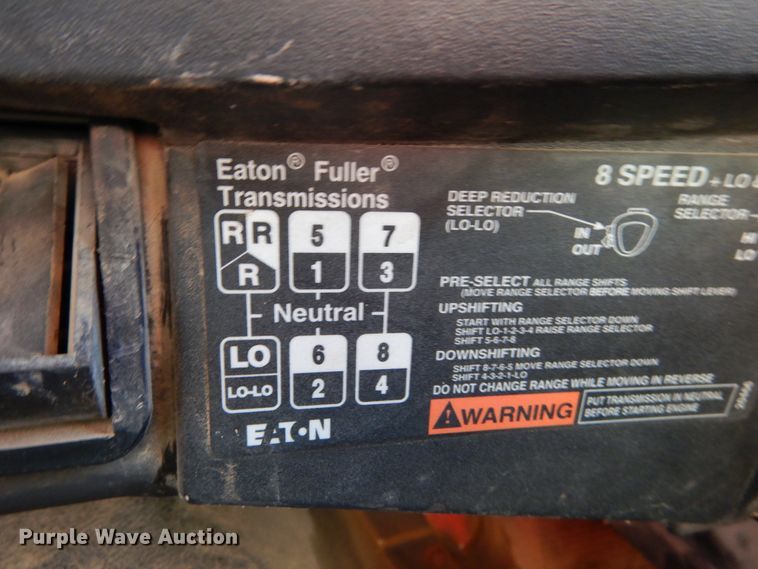 Eaton® Fuller®
Transmissions
R R 5 7
R 1 3
Neutral
LO 6 8
LO-LO 2 4
EATON
8 SPEED + LO &
DEEP REDUCTION
SELECTOR
(LO-LO)
IN
OUT
RANGE
SELECTOR
HI
LO
PRE-SELECT ALL RANGE SHIFTS
(MOVE RANGE SELECTOR BEFORE MOVING SHIFT LEVER)
UPSHIFTING
START WITH RANGE SELECTOR DOWN
SHIFT LO-1-2-3-4 RAISE RANGE SELECTOR
SHIFT 5-6-7-8
DOWNSHIFTING
SHIFT 8-7-6-5 MOVE RANGE SELECTOR DOWN
SHIFT 4-3-2-1-LO
DO NOT CHANGE RANGE WHILE MOVING IN REVERSE
WARNING
PUT TRANSMISSION IN NEUTRAL
BEFORE STARTING ENGINE
Purple Wave Auction®